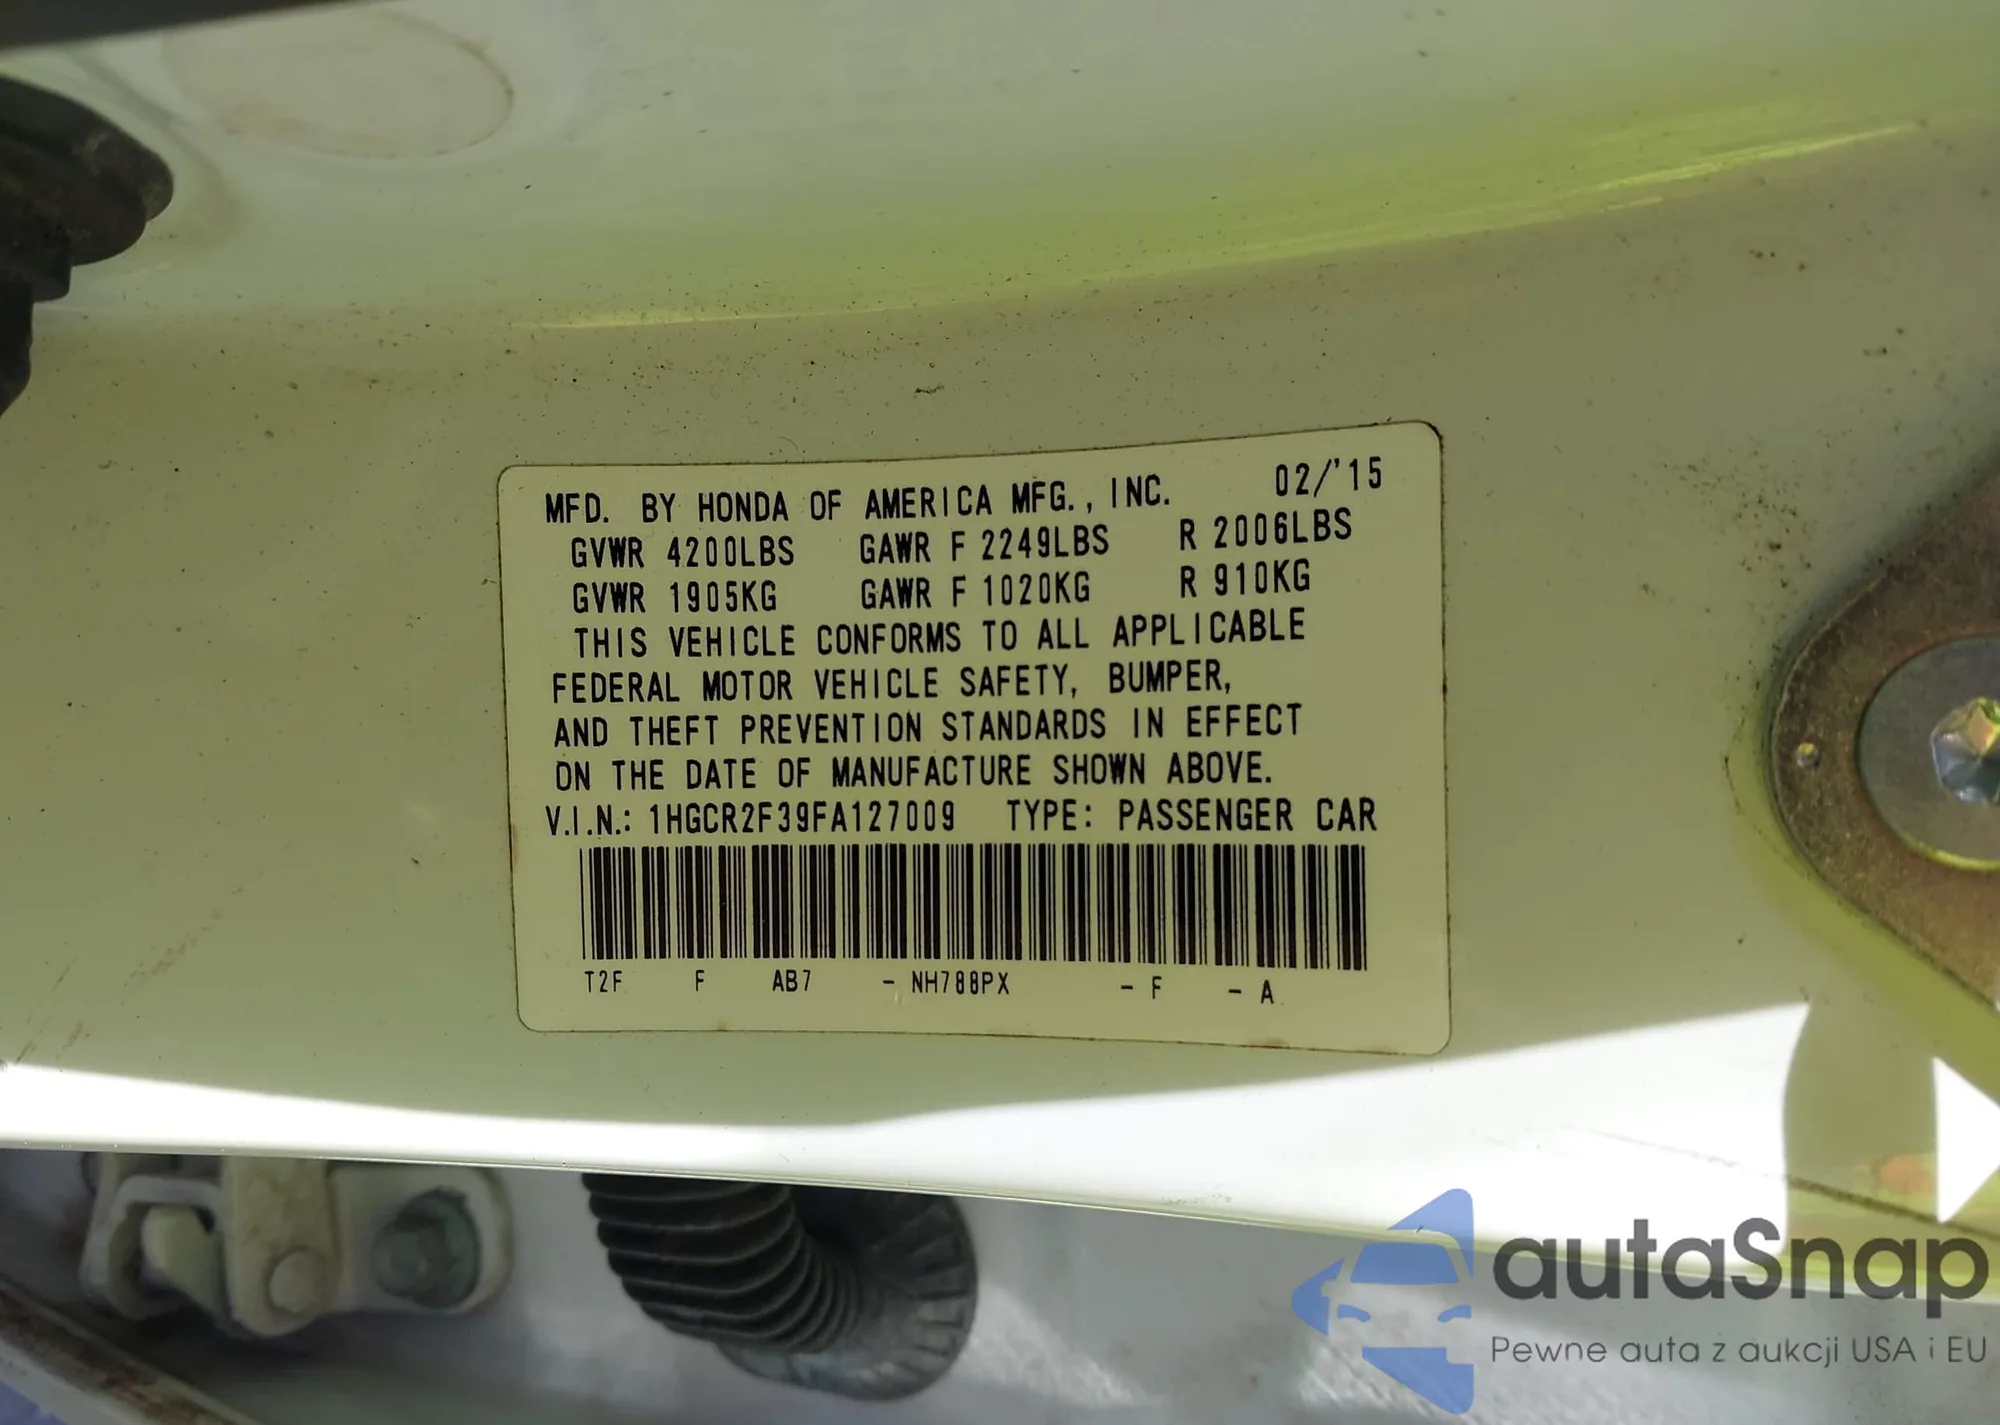 MFD. BY HONDA OF AMERICA MFG., INC. 02/'15
GVWR 4200LBS GAWR F 2249LBS R 2006LBS
GVWR 1905KG GAWR F 1020KG R 910KG
THIS VEHICLE CONFORMS TO ALL APPLICABLE
FEDERAL MOTOR VEHICLE SAFETY, BUMPER,
AND THEFT PREVENTION STANDARDS IN EFFECT
ON THE DATE OF MANUFACTURE SHOWN ABOVE.
V.I.N.: 1HGCR2F39FA127009 TYPE: PASSENGER CAR
T2F F AB7 - NH788PX - F - A
autaSnap
Pewne auta z aukcji USA i EU